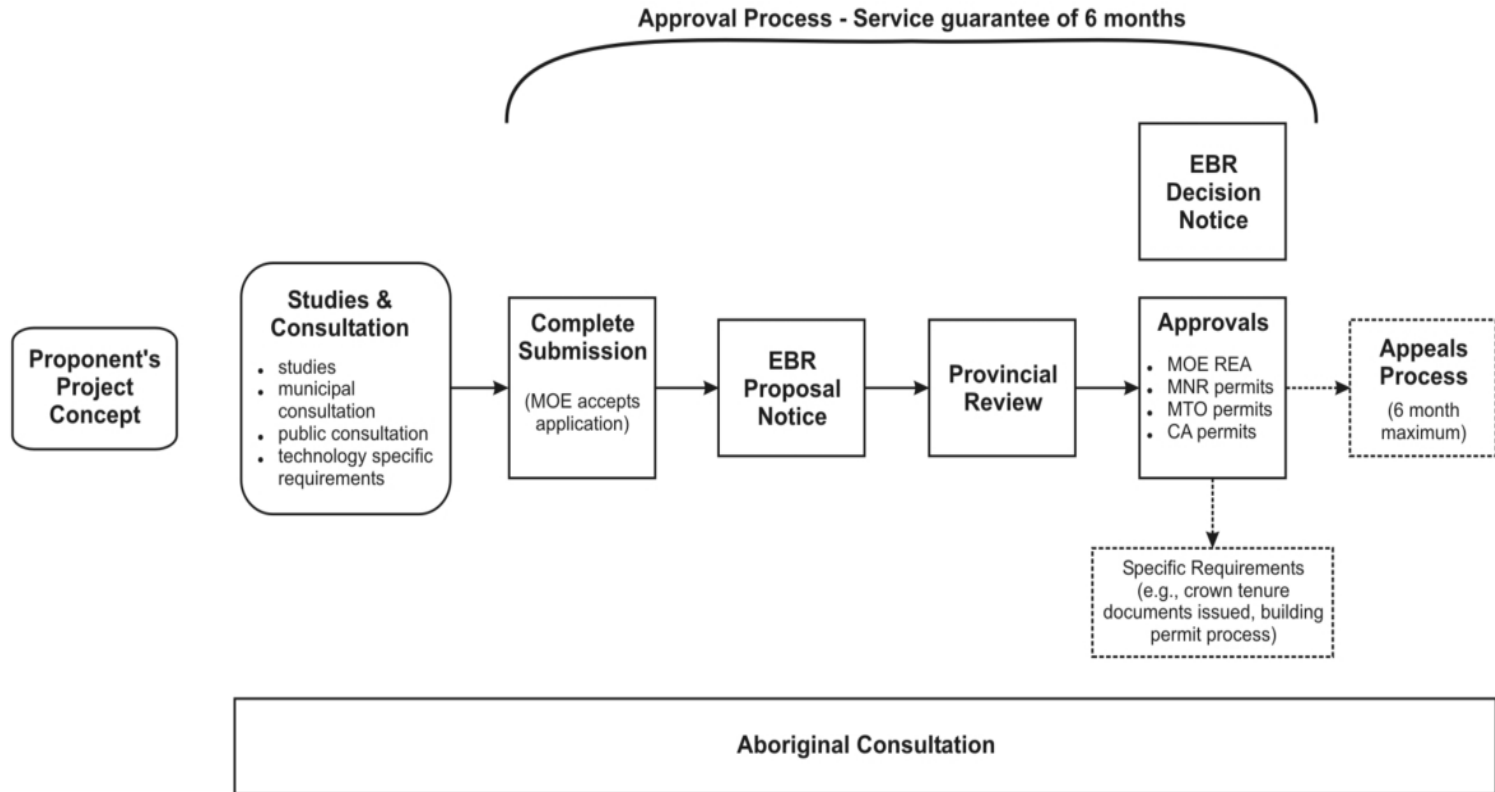 Approval Process - Service guarantee of 6 months
EBR
Decision
Notice
Proponent's
Project
Concept
Studies &
Consultation
• studies
• municipal
consultation
• public consultation
• technology specific
requirements
Complete
Submission
(MOE accepts
application)
EBR
Proposal
Notice
Provincial
Review
Approvals
• MOE REA
• MNR permits
• MTO permits
• CA permits
Appeals
Process
(6 month
maximum)
Specific Requirements
(e.g., crown tenure
documents issued, building
permit process)
Aboriginal Consultation